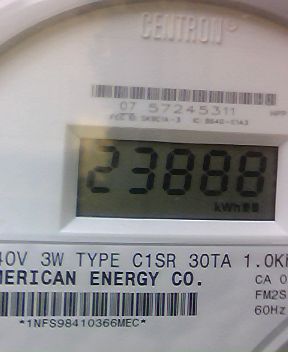 CENTRON®
07 57245311
23888
kWh
40V 3W TYPE C1SR 30TA 1.0K
MERICAN ENERGY CO.
CA 0
FM2S
60Hz
*1NFS98410366MEC*